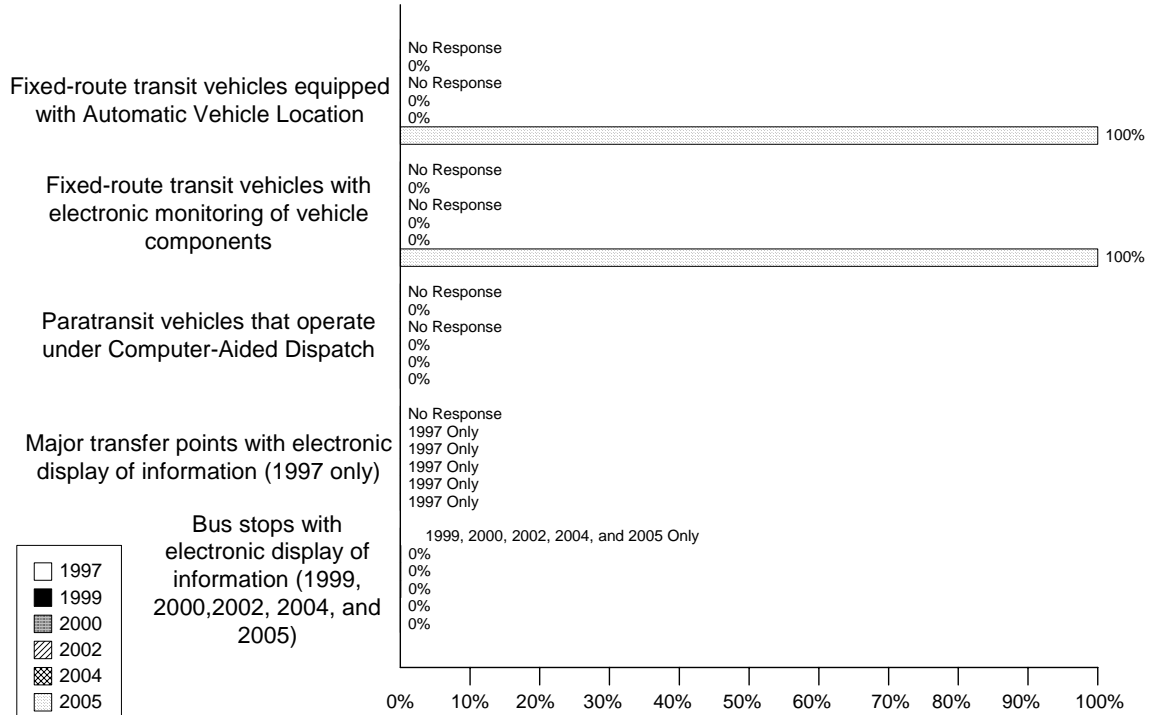 Fixed-route transit vehicles equipped
with Automatic Vehicle Location
No Response
0%
No Response
0%
0%
100%
Fixed-route transit vehicles with
electronic monitoring of vehicle
components
No Response
0%
No Response
0%
0%
100%
Paratransit vehicles that operate
under Computer-Aided Dispatch
No Response
0%
No Response
0%
0%
0%
Major transfer points with electronic
display of information (1997 only)
No Response
1997 Only
1997 Only
1997 Only
1997 Only
1997 Only
Bus stops with
electronic display of
information (1999,
2000,2002, 2004, and
2005)
1999, 2000, 2002, 2004, and 2005 Only
0%
0%
0%
0%
0%
1997
1999
2000
2002
2004
2005
0% 10% 20% 30% 40% 50% 60% 70% 80% 90% 100%